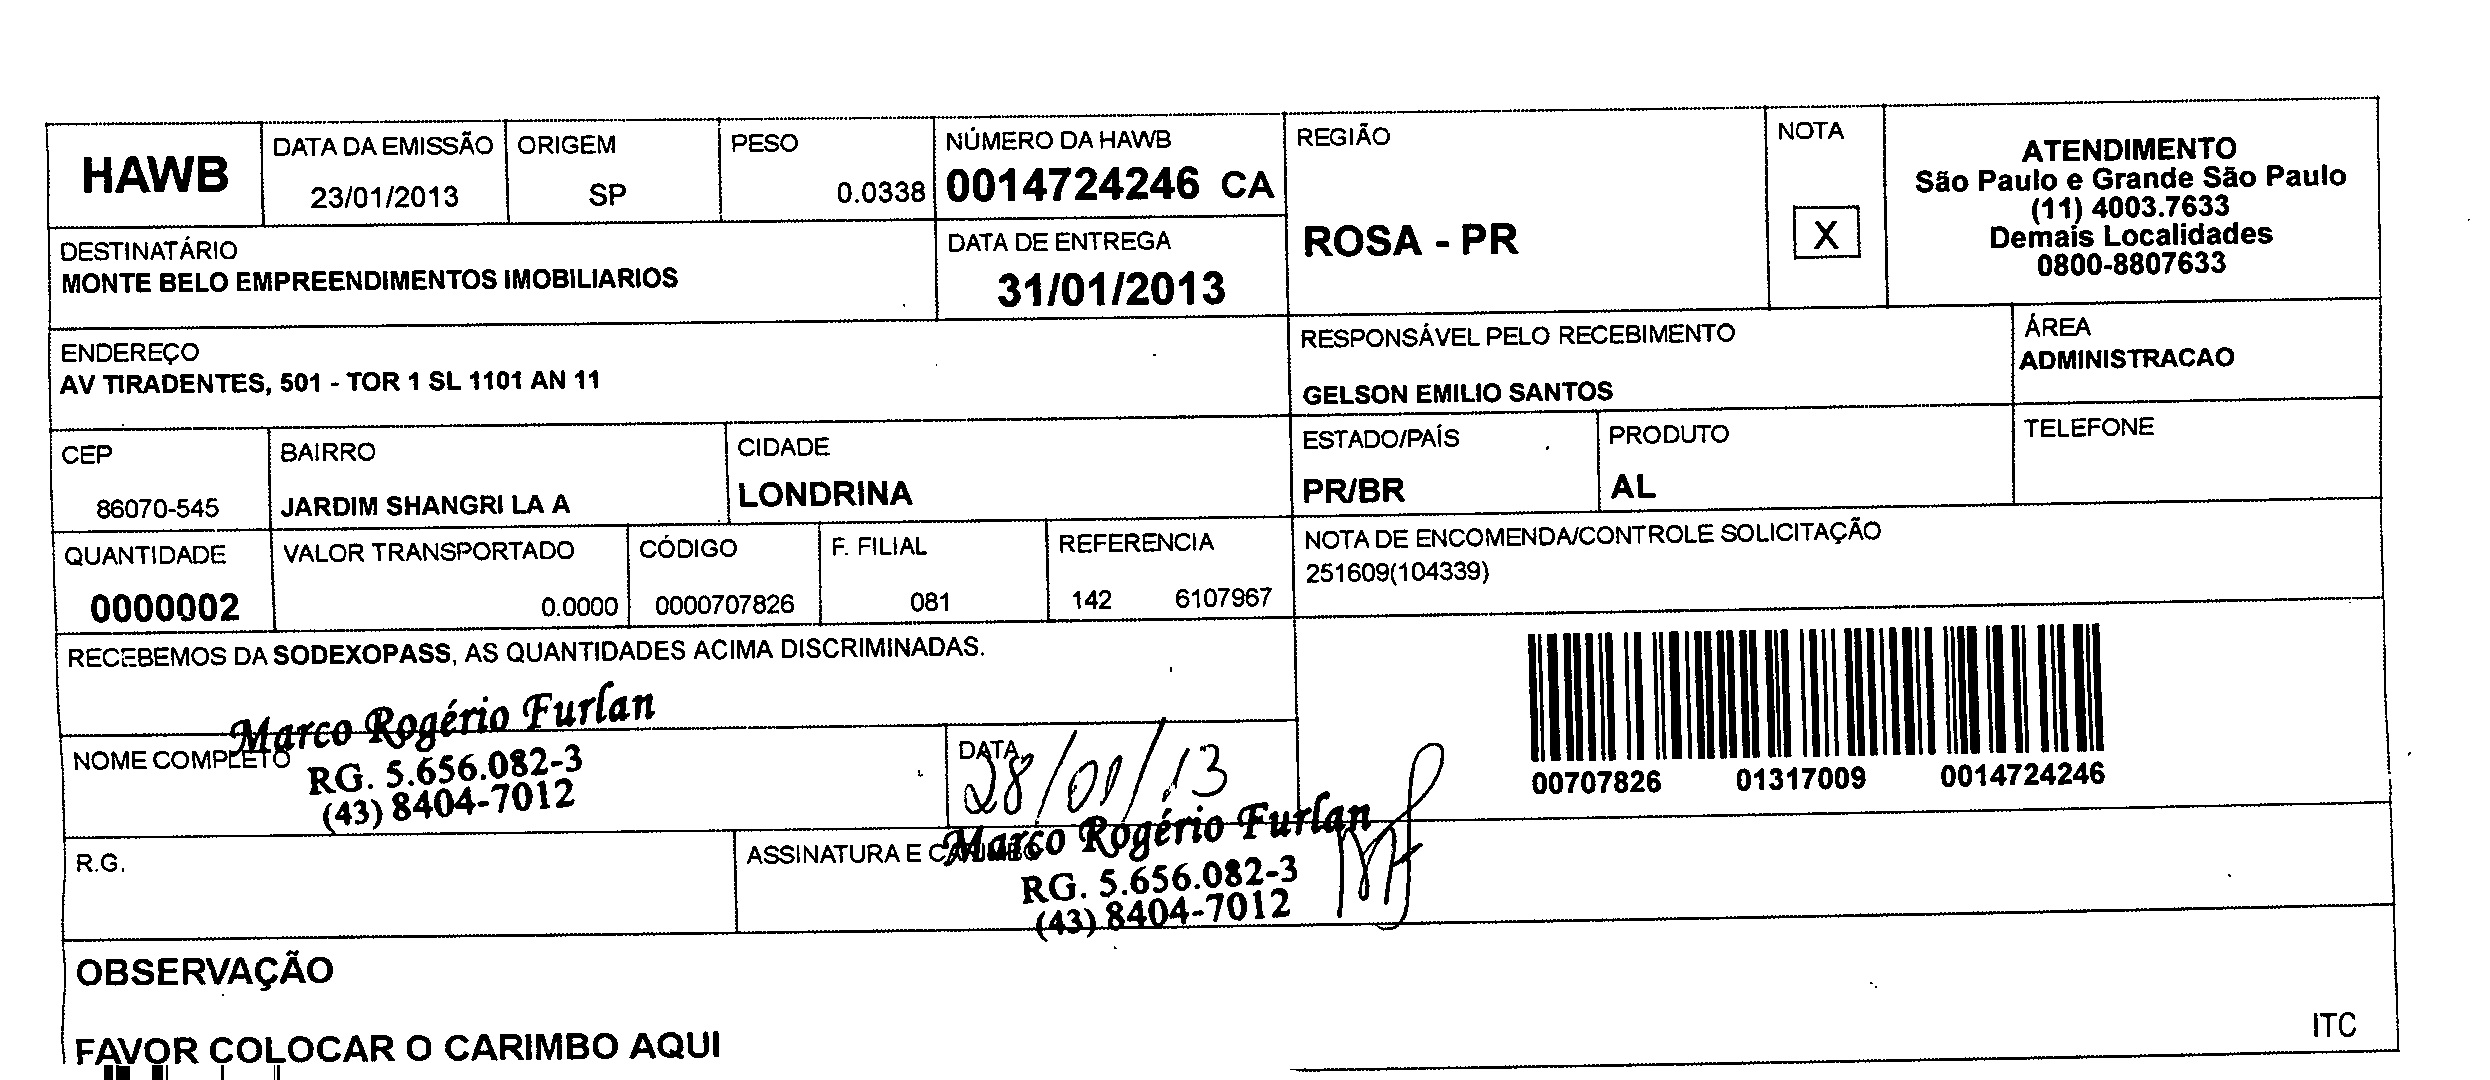 HAWB
DATA DA EMISSÃO
23/01/2013
ORIGEM
SP
PESO
0.0338
NÚMERO DA HAWB
0014724246 CA
REGIÃO
ROSA - PR
NOTA
X
ATENDIMENTO
São Paulo e Grande São Paulo
(11) 4003.7633
Demais Localidades
0800-8807633
DESTINATÁRIO
MONTE BELO EMPREENDIMENTOS IMOBILIARIOS
DATA DE ENTREGA
31/01/2013
ENDEREÇO
AV TIRADENTES, 501 - TOR 1 SL 1101 AN 11
RESPONSÁVEL PELO RECEBIMENTO
GELSON EMILIO SANTOS
ÁREA
ADMINISTRACAO
CEP
86070-545
BAIRRO
JARDIM SHANGRI LA A
CIDADE
LONDRINA
ESTADO/PAÍS
PR/BR
PRODUTO
AL
TELEFONE
QUANTIDADE
0000002
VALOR TRANSPORTADO
0.0000
CÓDIGO
0000707826
F. FILIAL
081
REFERENCIA
142 6107967
NOTA DE ENCOMENDA/CONTROLE SOLICITAÇÃO
251609(104339)
RECEBEMOS DA SODEXOPASS, AS QUANTIDADES ACIMA DISCRIMINADAS.
Marco Rogério Furlan
NOME COMPLETO
RG. 5.656.082-3
(43) 8404-7012
DATA
28/01/13
00707826 01317009 0014724246
R.G.
ASSINATURA E CARIMBO
Marco Rogério Furlan
RG. 5.656.082-3
(43) 8404-7012
OBSERVAÇÃO
FAVOR COLOCAR O CARIMBO AQUI
ITC